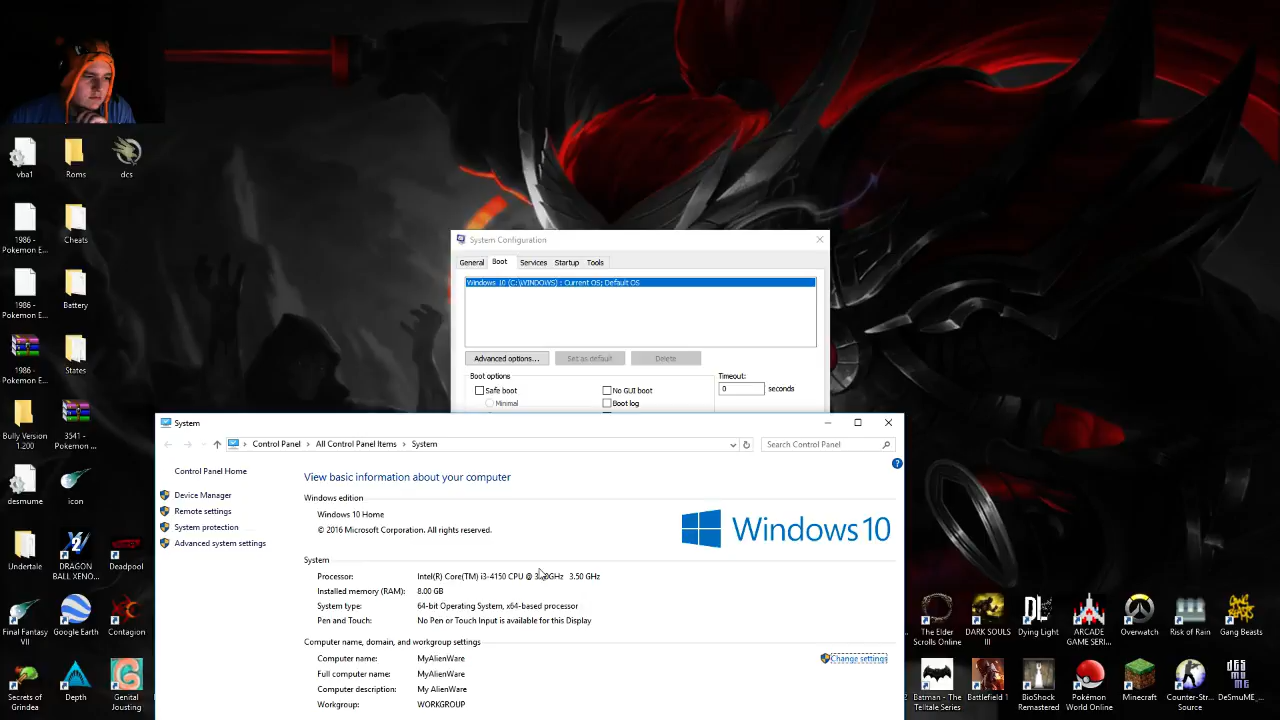 vba1
Roms
dcs
1986 -
Pokemon E...
Cheats
1986 -
Pokemon E...
Battery
1986 -
Pokemon E...
States
Bully Version
1.200
3541 -
Pokemon ...
desmume
icon
Undertale
DRAGON
BALL XENO...
Deadpool
Final Fantasy
VII
Google Earth
Contagion
Secrets of
Grindea
Depth
Genital
Jousting
System Configuration
General
Boot
Services
Startup
Tools
Windows 10 (C:\WINDOWS) : Current OS; Default OS
Advanced options...
Set as default
Delete
Boot options
Timeout:
Safe boot
No GUI boot
0
seconds
Minimal
Boot log
System
Control Panel
All Control Panel Items
System
Search Control Panel
Control Panel Home
Device Manager
Remote settings
System protection
Advanced system settings
View basic information about your computer
Windows edition
Windows 10 Home
© 2016 Microsoft Corporation. All rights reserved.
Windows 10
System
Processor:
Intel(R) Core(TM) i3-4150 CPU @ 3.50GHz 3.50 GHz
Installed memory (RAM):
8.00 GB
System type:
64-bit Operating System, x64-based processor
Pen and Touch:
No Pen or Touch Input is available for this Display
Computer name, domain, and workgroup settings
Computer name:
MyAlienWare
Change settings
Full computer name:
MyAlienWare
Computer description:
My AlienWare
Workgroup:
WORKGROUP
The Elder
Scrolls Online
DARK SOULS
III
Dying Light
ARCADE
GAME SERI...
Overwatch
Risk of Rain
Gang Beasts
Batman - The
Telltale Series
Battlefield 1
BioShock
Remastered
Pokémon
World Online
Minecraft
Counter-Str...
Source
DeSmuME_...